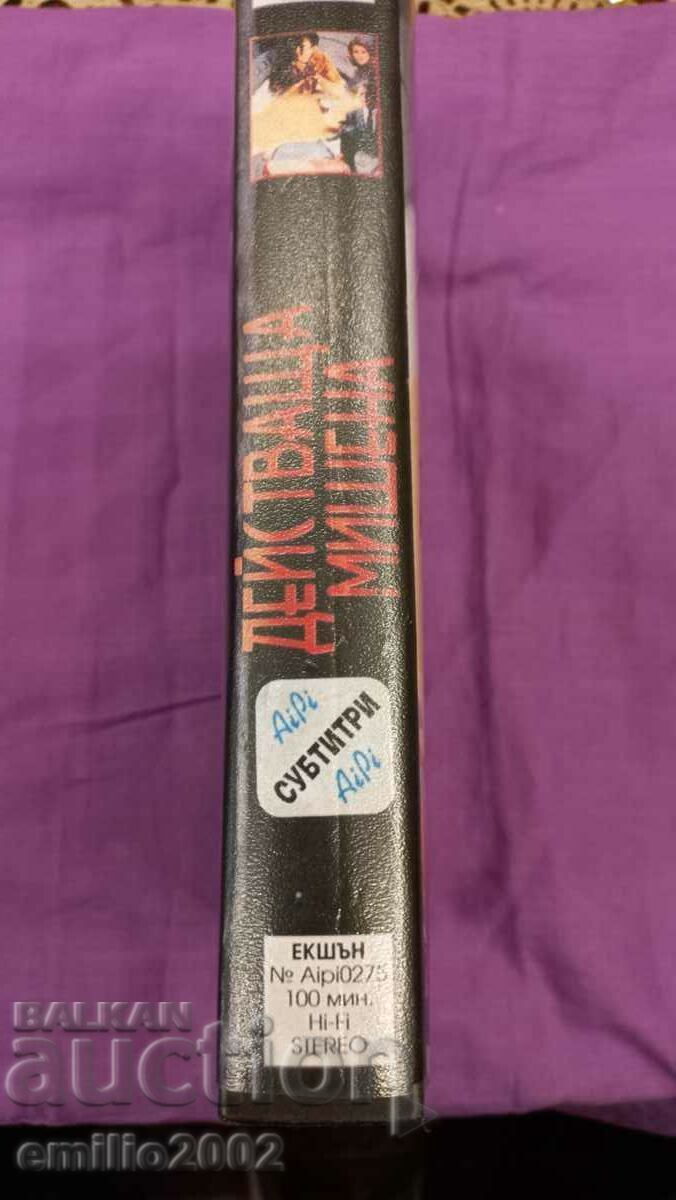 ДЕЙСТВАЩА
МИШЕНА
AiPi
СУБТИТРИ
AiPi
ЕКШЪН
№ Aipi0275
100 мин.
Hi-Fi
STEREO
BALKAN
auction
emilio2002